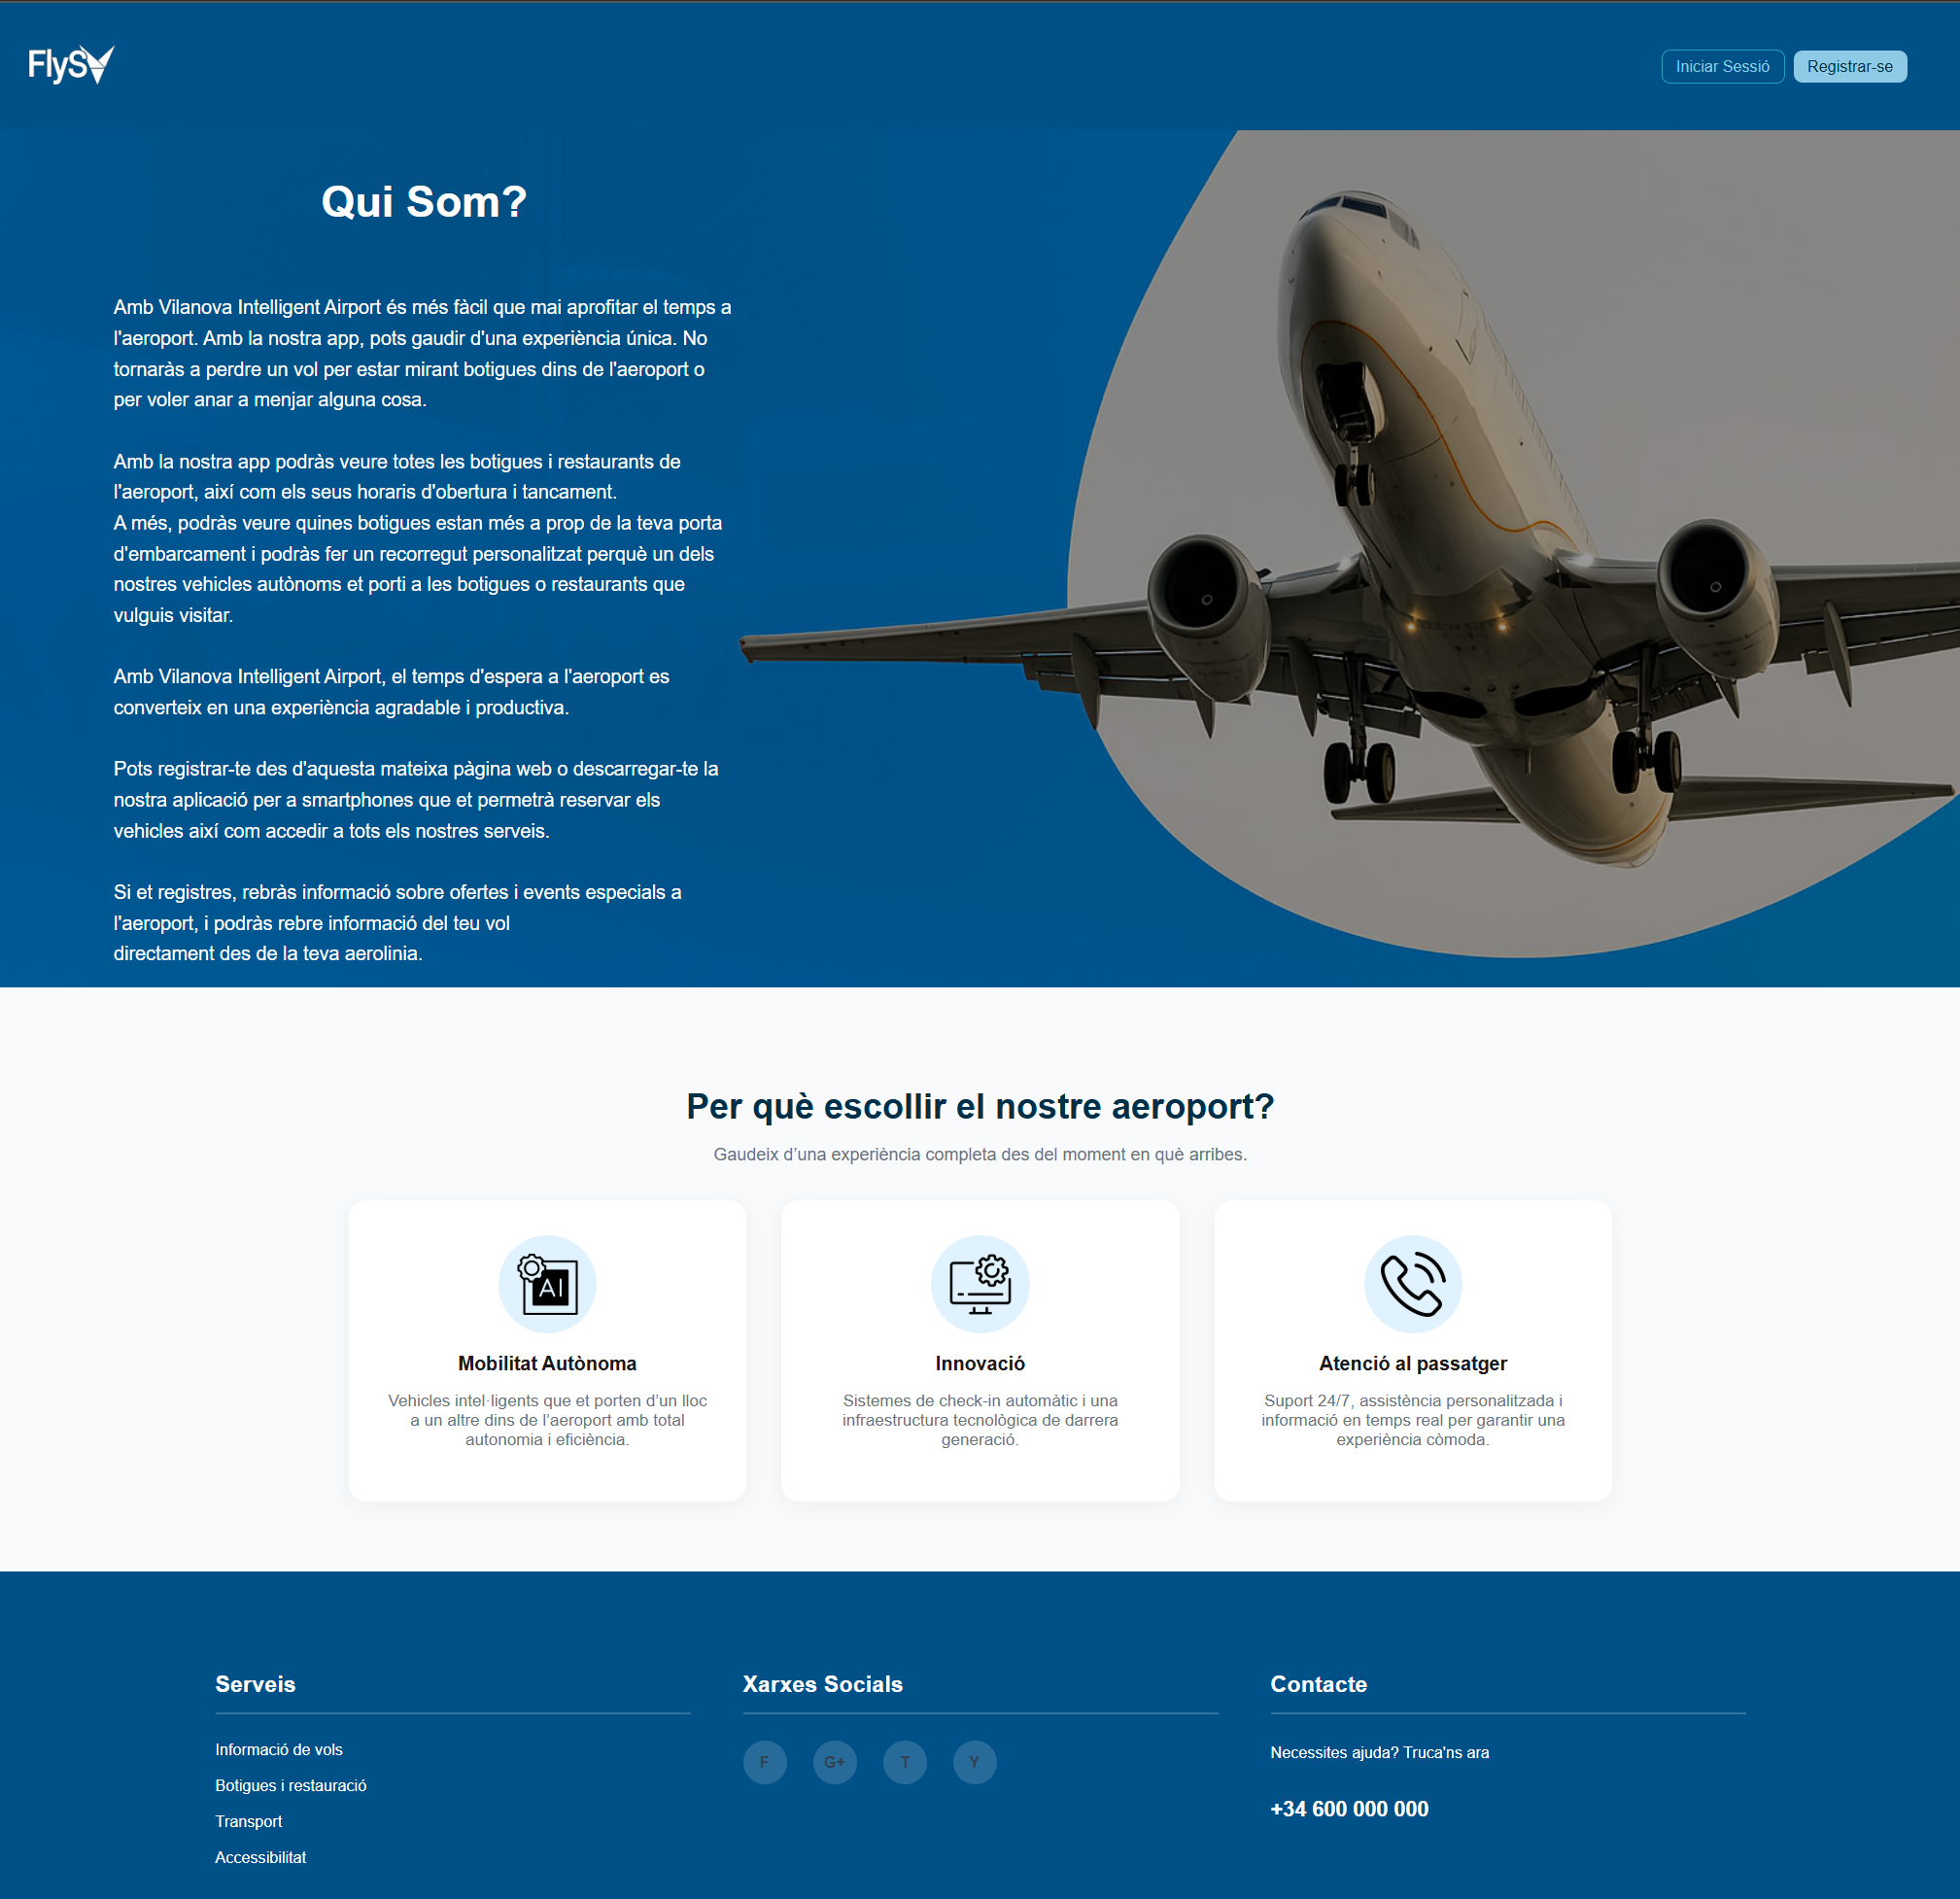 FlySV
Iniciar Sessió
Registrar-se
Qui Som?
Amb Vilanova Intelligent Airport és més fàcil que mai aprofitar el temps a
l'aeroport. Amb la nostra app, pots gaudir d'una experiència única. No
tornaràs a perdre un vol per estar mirant botigues dins de l'aeroport o
per voler anar a menjar alguna cosa.
Amb la nostra app podràs veure totes les botigues i restaurants de
l'aeroport, així com els seus horaris d'obertura i tancament.
A més, podràs veure quines botigues estan més a prop de la teva porta
d'embarcament i podràs fer un recorregut personalitzat perquè un dels
nostres vehicles autònoms et porti a les botigues o restaurants que
vulguis visitar.
Amb Vilanova Intelligent Airport, el temps d'espera a l'aeroport es
converteix en una experiència agradable i productiva.
Pots registrar-te des d'aquesta mateixa pàgina web o descarregar-te la
nostra aplicació per a smartphones que et permetrà reservar els
vehicles així com accedir a tots els nostres serveis.
Si et registres, rebràs informació sobre ofertes i events especials a
l'aeroport, i podràs rebre informació del teu vol
directament des de la teva aerolinia.
Per què escollir el nostre aeroport?
Gaudeix d’una experiència completa des del moment en què arribes.
AI
Mobilitat Autònoma
Vehicles intel·ligents que et porten d’un lloc
a un altre dins de l’aeroport amb total
autonomia i eficiència.
Innovació
Sistemes de check-in automàtic i una
infraestructura tecnològica de darrera
generació.
Atenció al passatger
Suport 24/7, assistència personalitzada i
informació en temps real per garantir una
experiència còmoda.
Serveis
Informació de vols
Botigues i restauració
Transport
Accessibilitat
Xarxes Socials
F
G+
T
Y
Contacte
Necessites ajuda? Truca'ns ara
+34 600 000 000